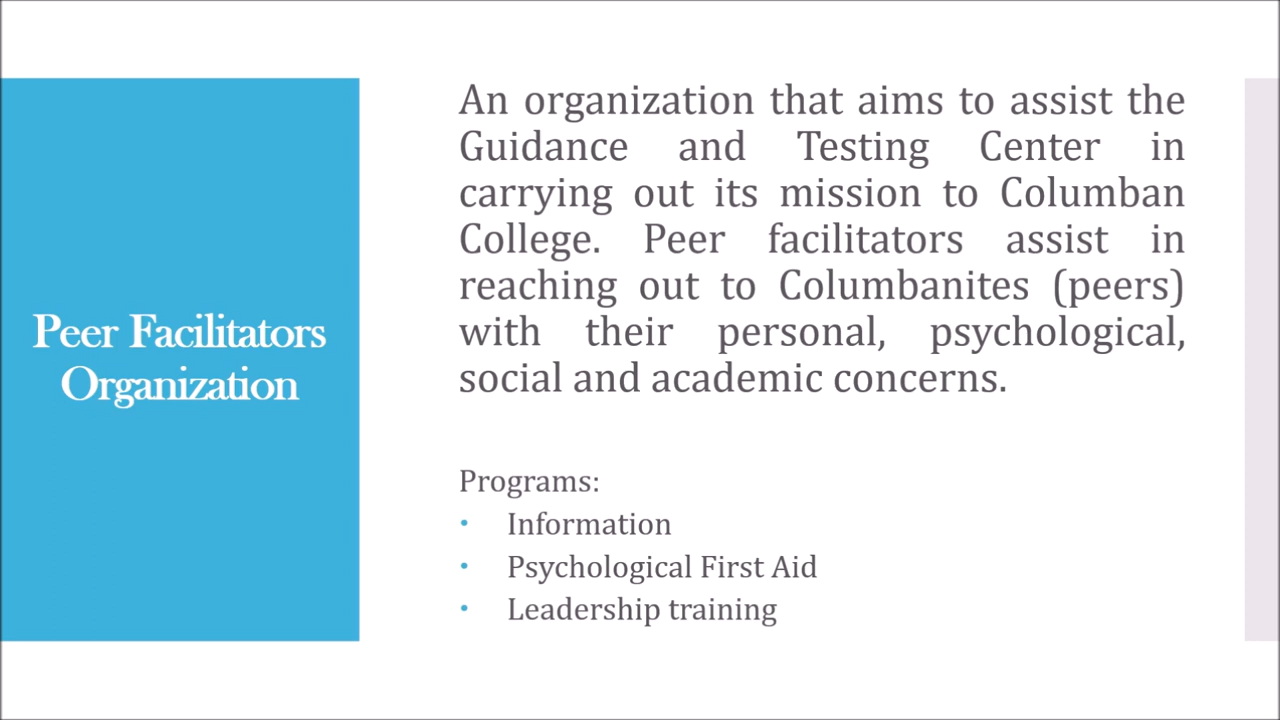 Peer Facilitators
Organization
An organization that aims to assist the
Guidance and Testing Center in
carrying out its mission to Columban
College. Peer facilitators assist in
reaching out to Columbanites (peers)
with their personal, psychological,
social and academic concerns.
Programs:
• Information
• Psychological First Aid
• Leadership training